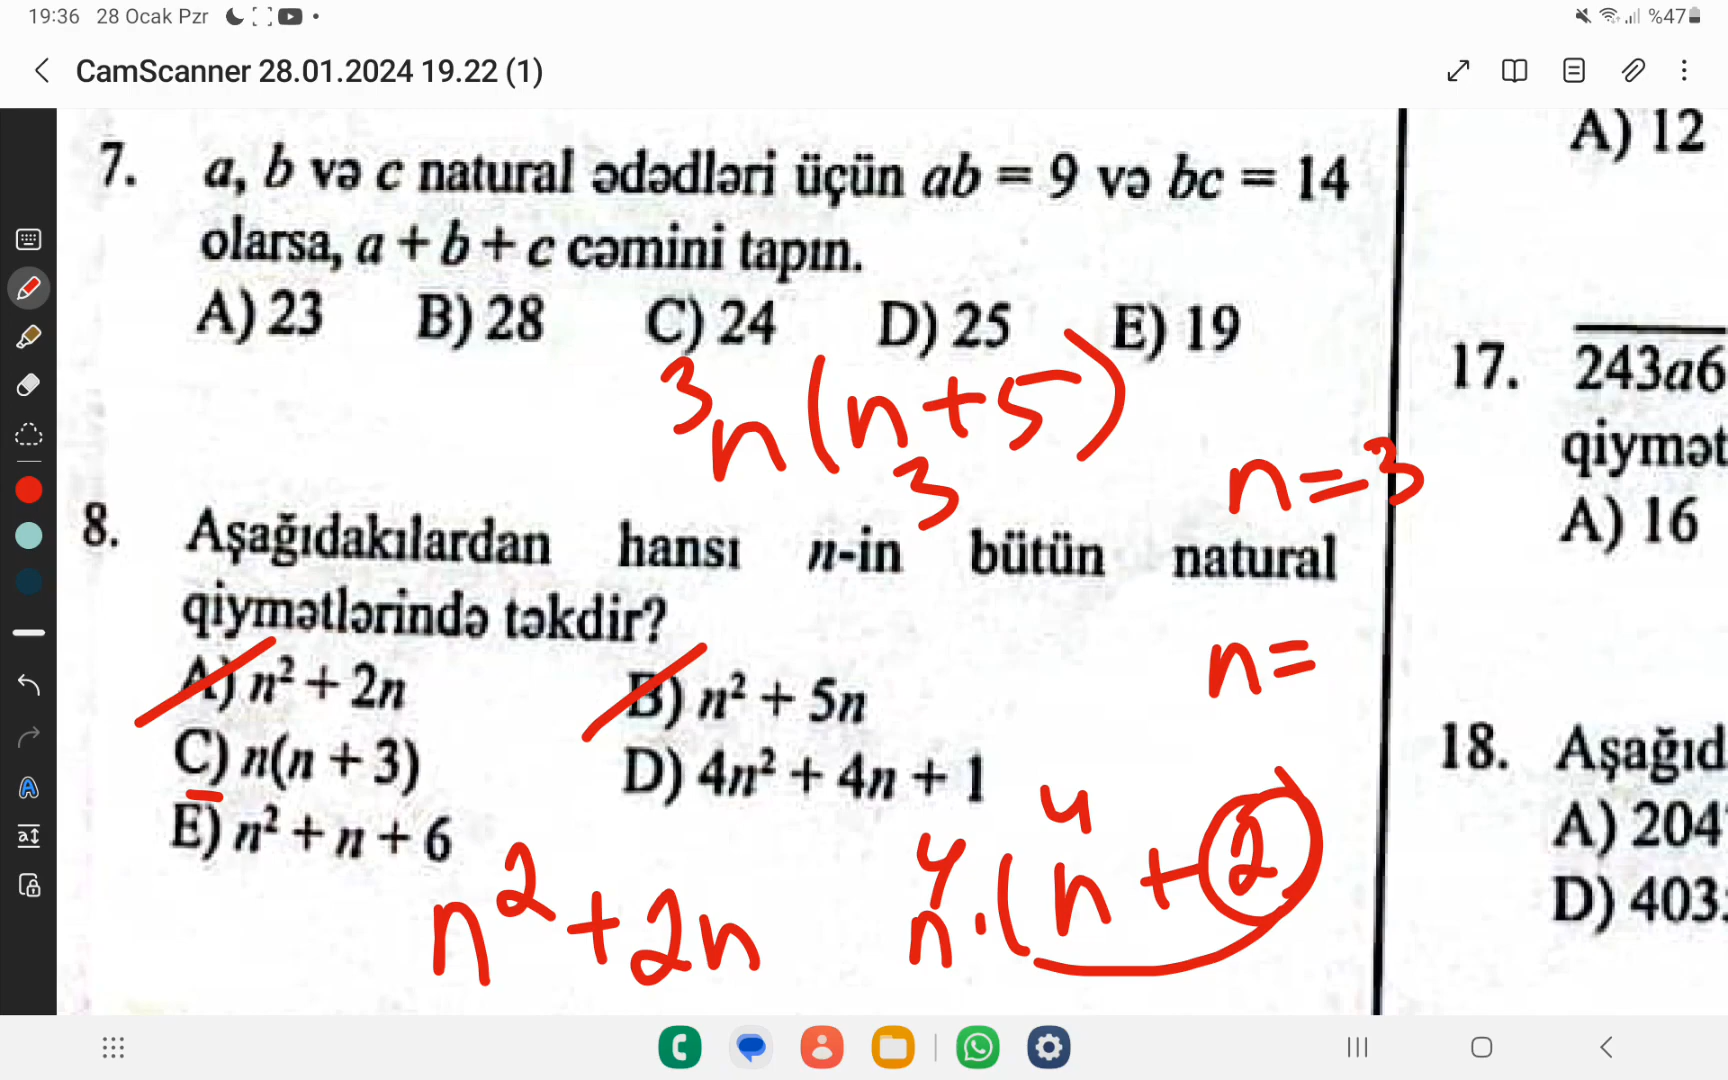 19:36 28 Ocak Pzr
%47
CamScanner 28.01.2024 19.22 (1)
7. a, b və c natural ədədləri üçün ab = 9 və bc = 14
olarsa, a + b + c cəmini tapın.
A) 23 B) 28 C) 24 D) 25 E) 19
3
n(n+5)
3
n=3
8. Aşağıdakılardan hansı n-in bütün natural
qiymətlərində təkdir?
n=
A) n² + 2n B) n² + 5n
C) n(n + 3) D) 4n² + 4n + 1
E) n² + n + 6
4 4
n²+2n n·(n+2)
A) 12
17. 243a6
qiymət
A) 16
18. Aşağıd
A) 204
D) 403